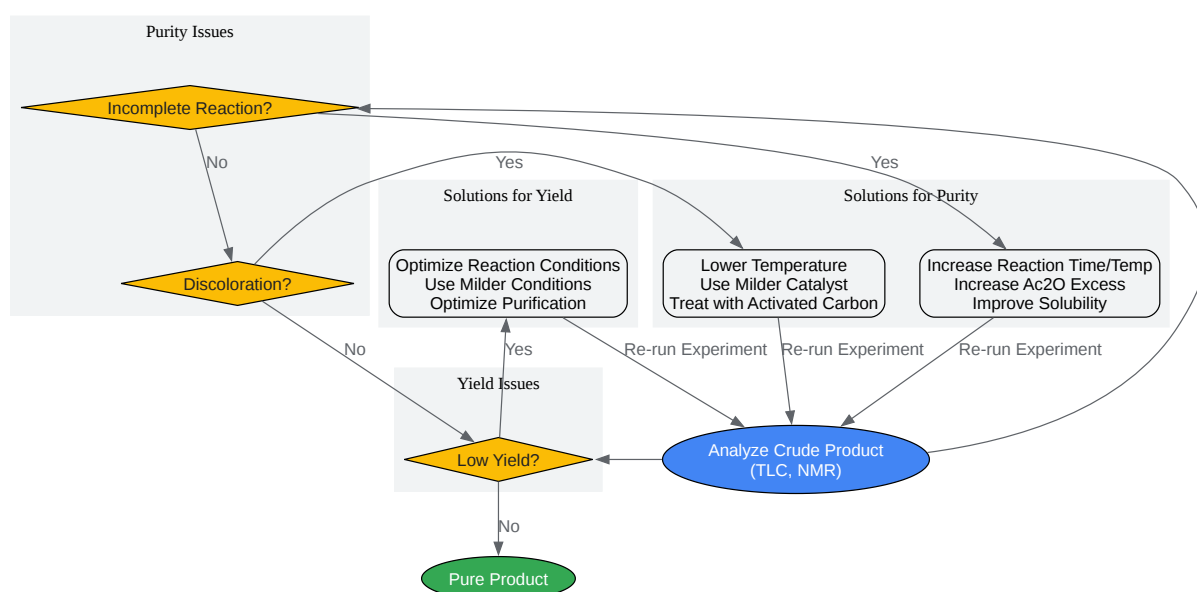 Purity Issues
Incomplete Reaction?
No
Yes
Yes
Solutions for Yield
Solutions for Purity
Discoloration?
Optimize Reaction Conditions
Use Milder Conditions
Optimize Purification
Lower Temperature
Use Milder Catalyst
Treat with Activated Carbon
Increase Reaction Time/Temp
Increase Ac2O Excess
Improve Solubility
No
Yes
Re-run Experiment
Re-run Experiment
Re-run Experiment
Yield Issues
Low Yield?
Analyze Crude Product
(TLC, NMR)
No
Pure Product